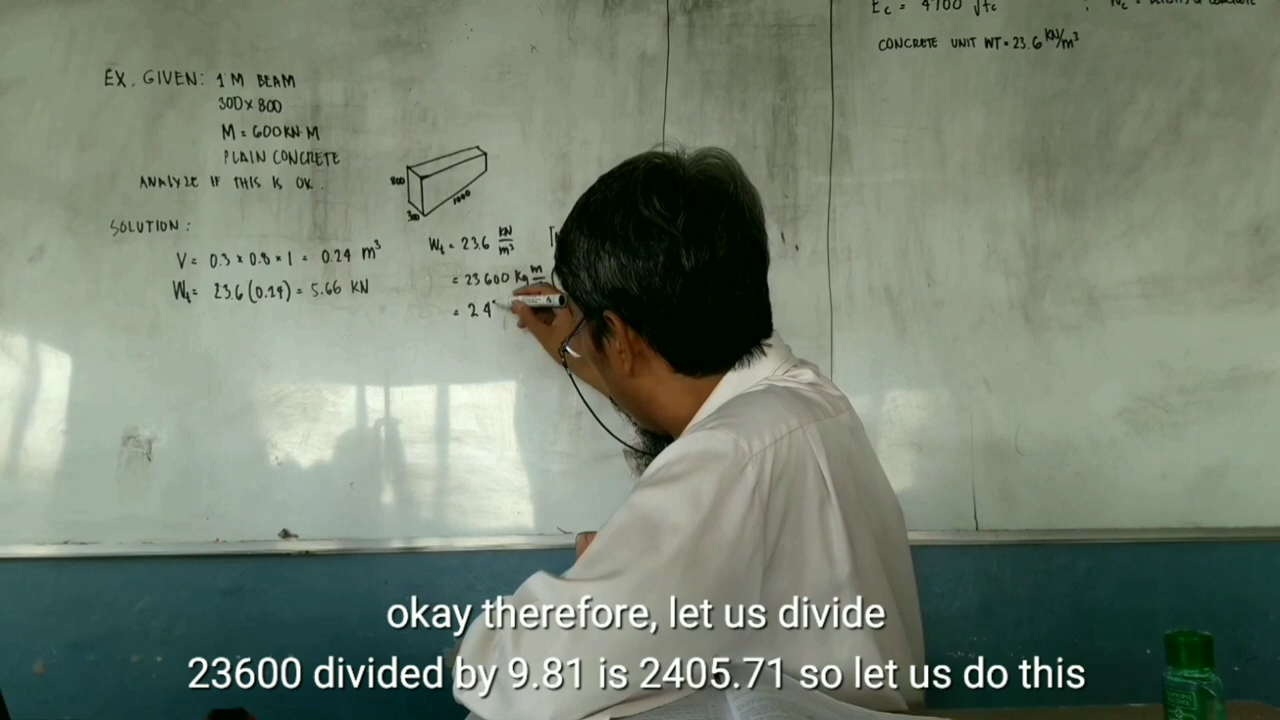 Ec = 4700 √fc
CONCRETE UNIT WT = 23.6 KN/m³
EX. GIVEN: 1 M BEAM
300 x 800
M = 600 KN·M
PLAIN CONCRETE
ANALYZE IF THIS IS OK.
800
300
1000
SOLUTION:
V = 0.3 x 0.8 x 1 = 0.24 m³
Wt = 23.6 (0.24) = 5.66 KN
Wt = 23.6 KN/m³
= 23600 Kg m
= 24
okay therefore, let us divide
23600 divided by 9.81 is 2405.71 so let us do this